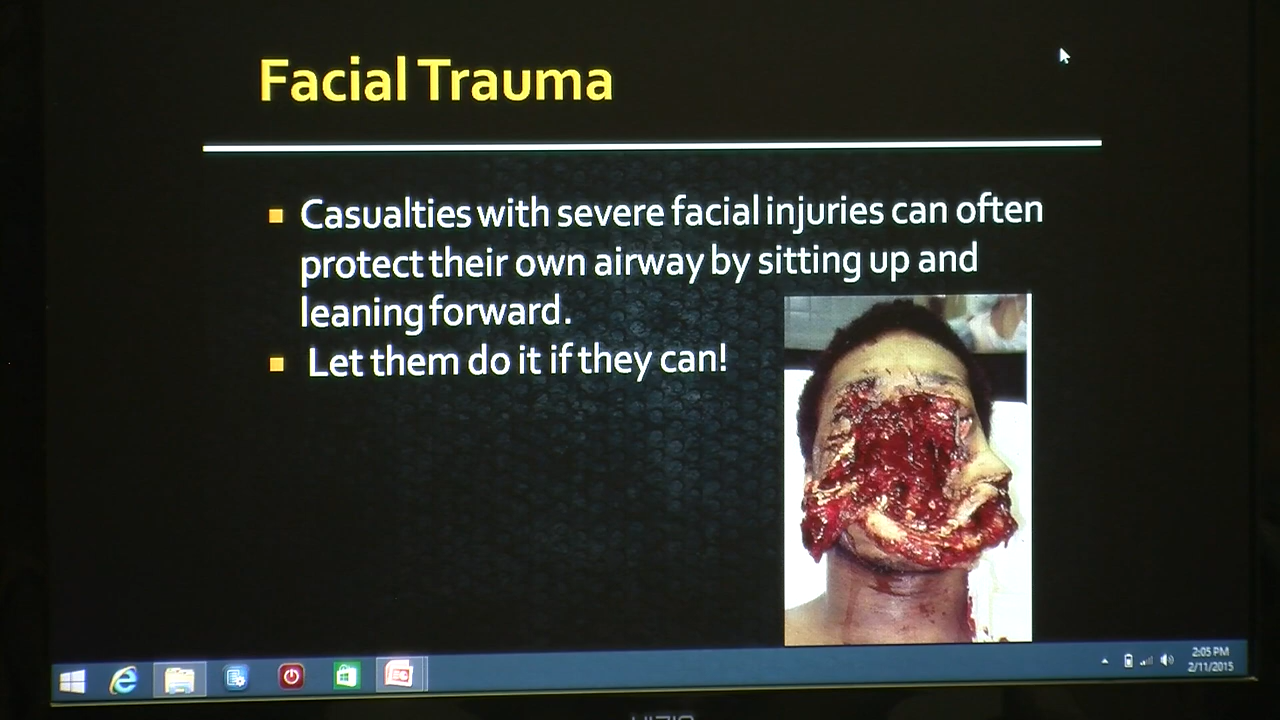 Facial Trauma
Casualties with severe facial injuries can often
protect their own airway by sitting up and
leaning forward.
Let them do it if they can!
2:05 PM
2/11/2015
VIZIO